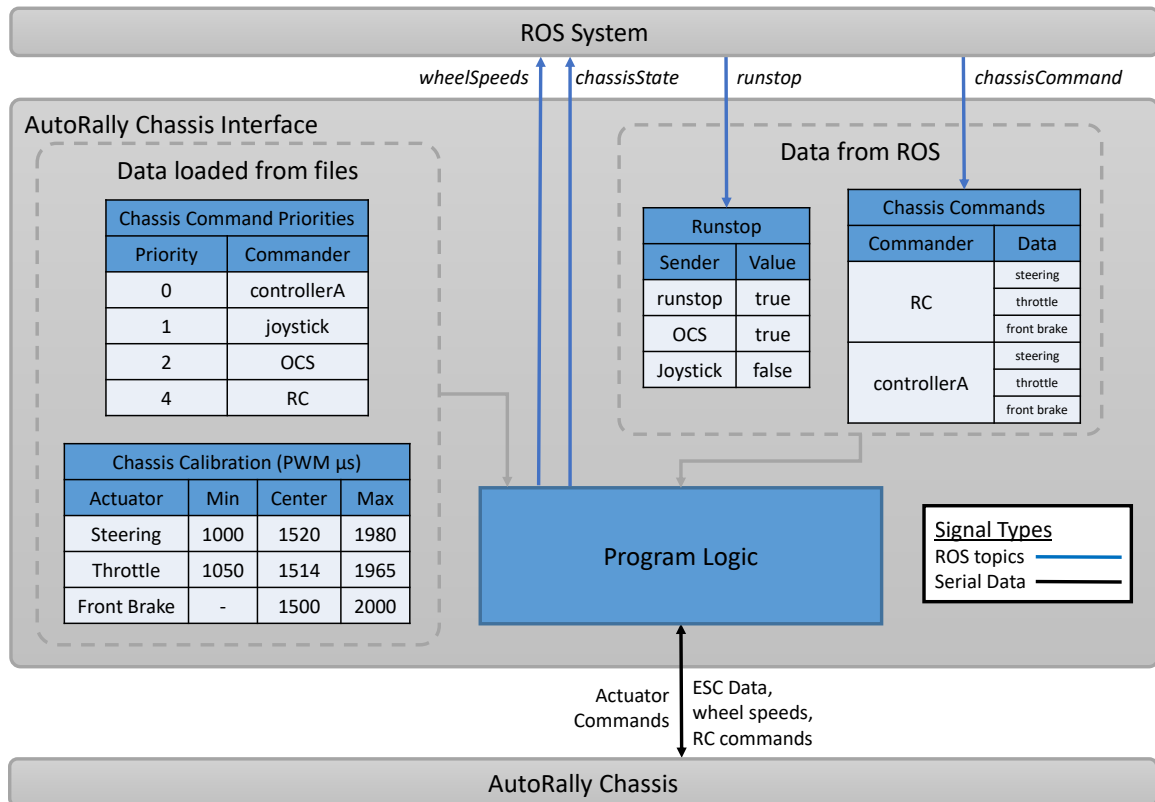 ROS System
wheelSpeeds
chassisState
runstop
chassisCommand
AutoRally Chassis Interface
Data loaded from files
Chassis Command Priorities
Priority Commander
0 controllerA
1 joystick
2 OCS
4 RC
Chassis Calibration (PWM µs)
Actuator Min Center Max
Steering 1000 1520 1980
Throttle 1050 1514 1965
Front Brake - 1500 2000
Data from ROS
Runstop
Sender Value
runstop true
OCS true
Joystick false
Chassis Commands
Commander Data
RC
steering
throttle
front brake
controllerA
steering
throttle
front brake
Program Logic
Signal Types
ROS topics
Serial Data
Actuator
Commands
ESC Data,
wheel speeds,
RC commands
AutoRally Chassis